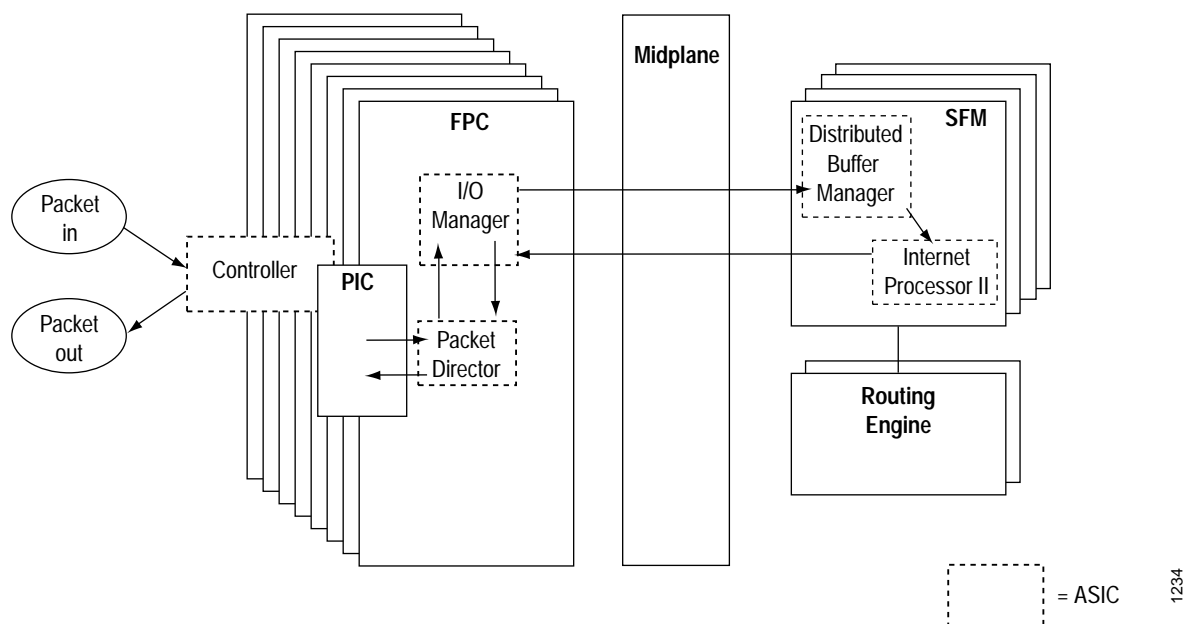 Packet
in
Packet
out
Controller
PIC
FPC
I/O
Manager
Packet
Director
Midplane
SFM
Distributed
Buffer
Manager
Internet
Processor II
Routing
Engine
= ASIC
1234